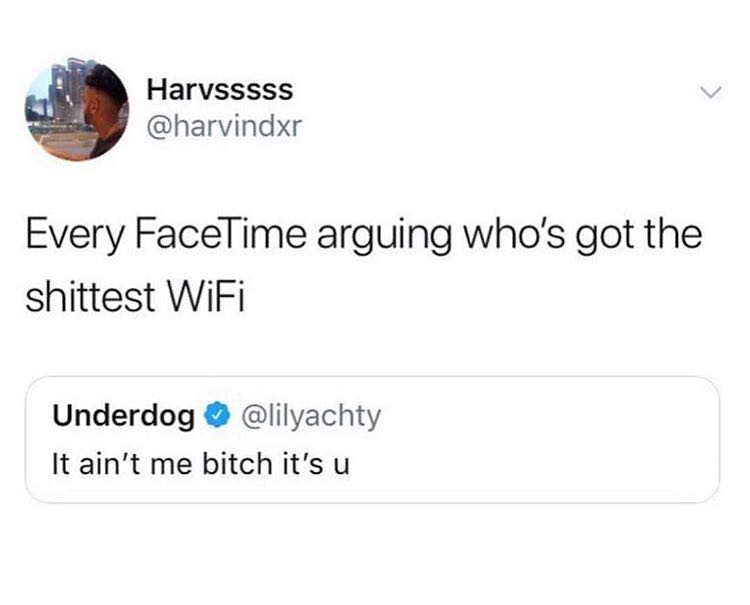 Harvsssss
@harvindxr
Every FaceTime arguing who's got the
shittest WiFi
Underdog @lilyachty
It ain't me bitch it's u